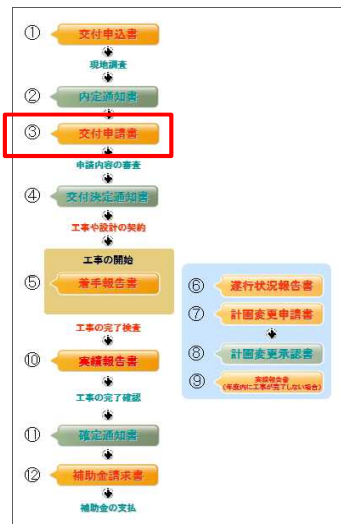 ① 交付申込書
現地調査
② 内定通知書
③ 交付申請書
申請内容の審査
④ 交付決定通知書
工事や設計の契約
工事の開始
⑤ 着手報告書
工事の完了検査
⑩ 実績報告書
工事の完了確認
⑪ 確定通知書
⑫ 補助金請求書
補助金の支払
⑥ 遂行状況報告書
⑦ 計画変更申請書
⑧ 計画変更承認書
⑨ 実績報告書
(年度内に工事が完了しない場合)